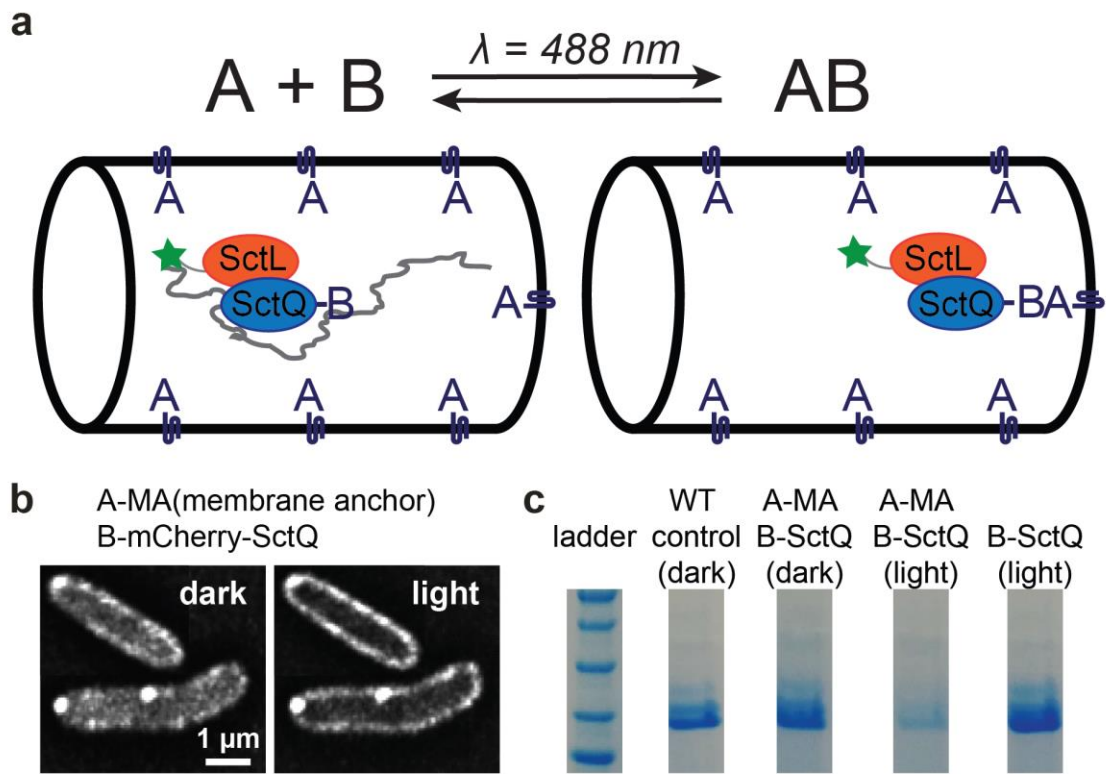 a
A + B
λ = 488 nm
AB
A A A
A A A
SctL
SctL
SctQ-B
A
SctQ-BA
A A A
A A A
b
A-MA(membrane anchor)
B-mCherry-SctQ
dark
light
1 µm
c
ladder
WT
control
(dark)
A-MA
B-SctQ
(dark)
A-MA
B-SctQ
(light)
B-SctQ
(light)